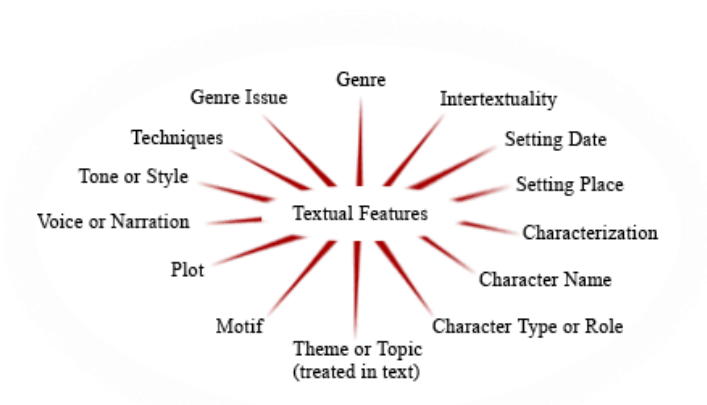 Genre
Genre Issue
Intertextuality
Techniques
Setting Date
Tone or Style
Setting Place
Textual Features
Voice or Narration
Characterization
Plot
Character Name
Motif
Character Type or Role
Theme or Topic
(treated in text)